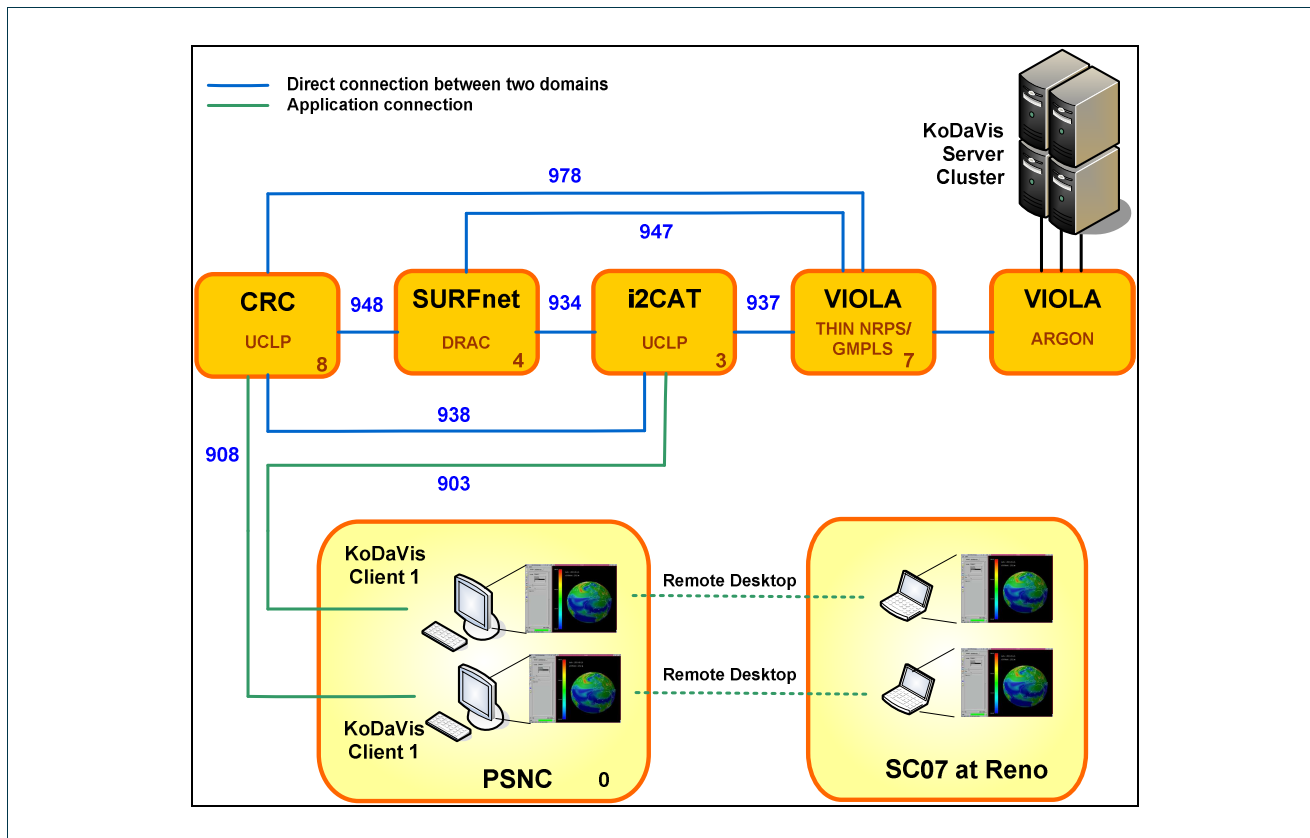 Direct connection between two domains
Application connection
KoDaVis
Server
Cluster
978
947
CRC
UCLP
8
948
SURFnet
DRAC
4
934
i2CAT
UCLP
3
937
VIOLA
THIN NRPS/
GMPLS
7
VIOLA
ARGON
938
908
903
KoDaVis
Client 1
Remote Desktop
Remote Desktop
KoDaVis
Client 1
PSNC
0
SC07 at Reno